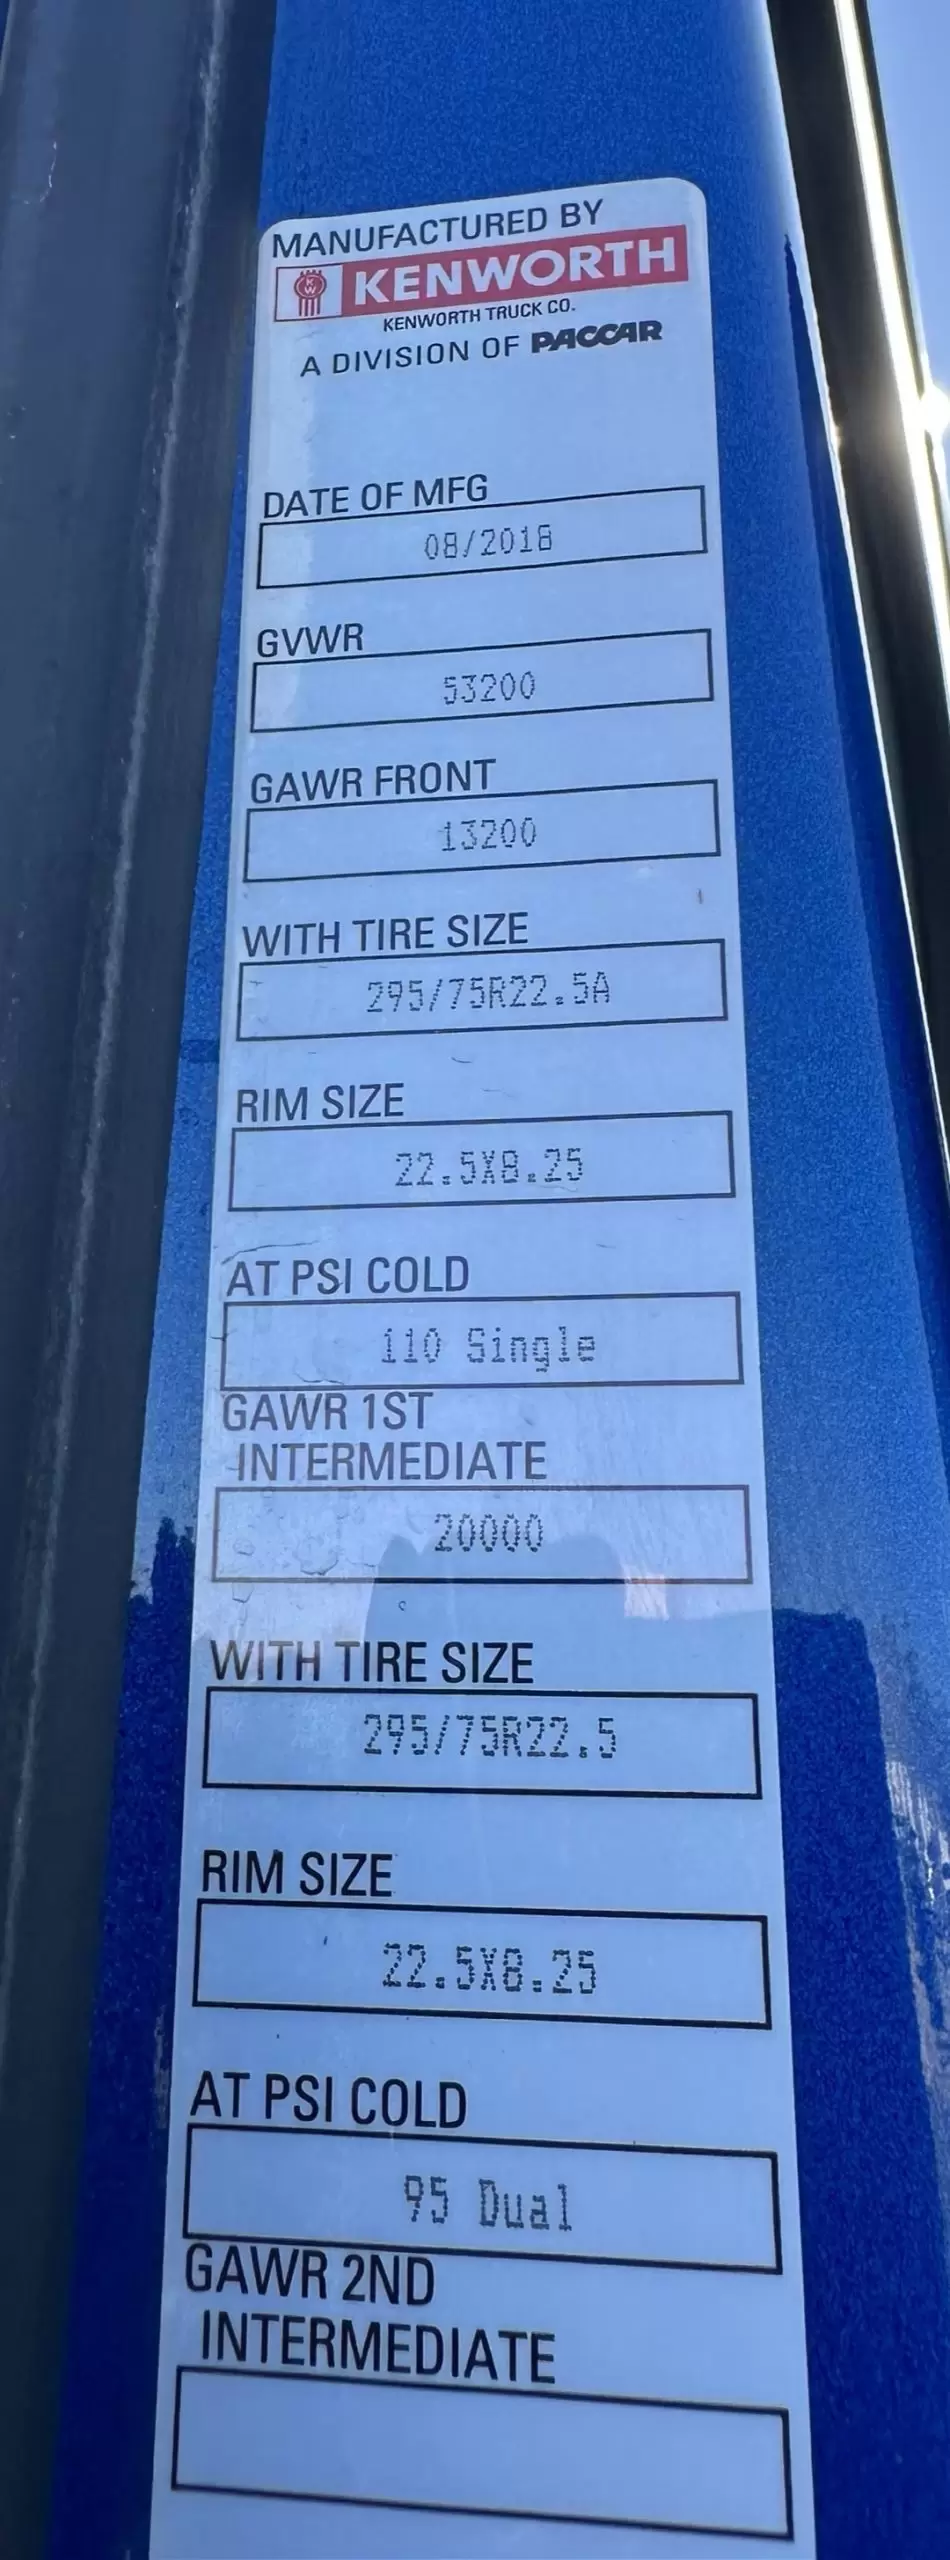 MANUFACTURED BY
KW KENWORTH
KENWORTH TRUCK CO.
A DIVISION OF PACCAR
DATE OF MFG
08/2018
GVWR
53200
GAWR FRONT
13200
WITH TIRE SIZE
295/75R22.5A
RIM SIZE
22.5X8.25
AT PSI COLD
110 Single
GAWR 1ST
INTERMEDIATE
20000
WITH TIRE SIZE
295/75R22.5
RIM SIZE
22.5X8.25
AT PSI COLD
95 Dual
GAWR 2ND
INTERMEDIATE